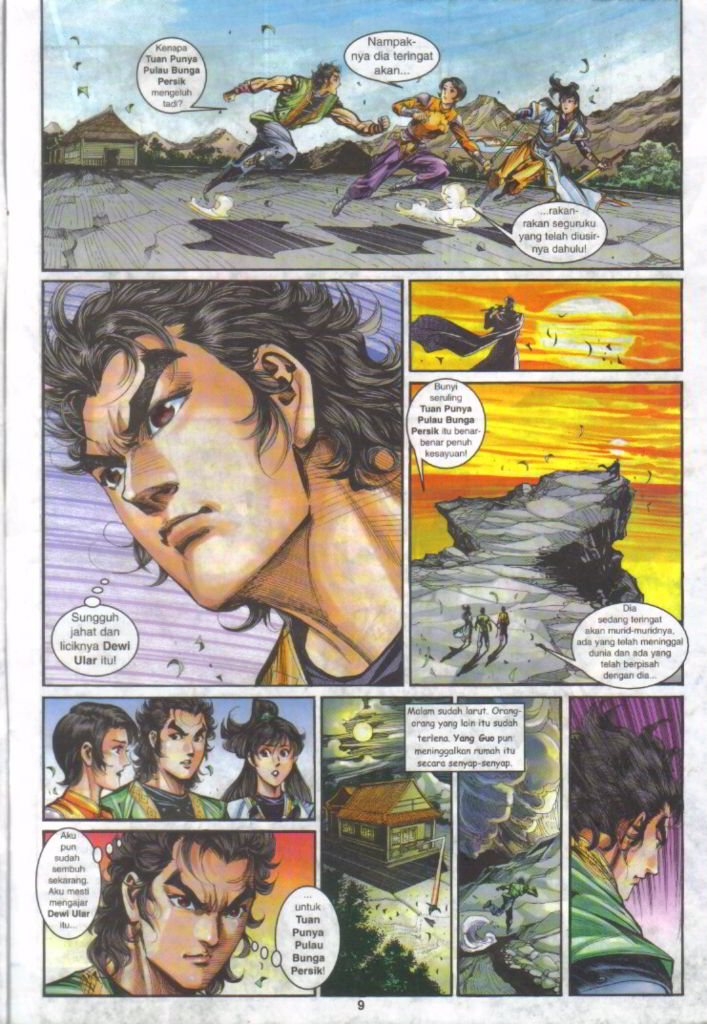 Kenapa
Tuan Punya
Pulau Bunga
Persik
mengeluh
tadi?
Nampak-
nya dia teringat
akan...
...rakan-
rakan seguruku
yang telah diusir-
nya dahulu!
Sungguh
jahat dan
liciknya Dewi
Ular itu!
Bunyi
seruling
Tuan Punya
Pulau Bunga
Persik itu benar-
benar penuh
kesayuan!
Dia
sedang teringat
akan murid-muridnya,
ada yang telah meninggal
dunia dan ada yang
telah berpisah
dengan dia...
Aku
pun
sudah
sembuh
sekarang.
Aku mesti
mengajar
Dewi Ular
itu...
...
untuk
Tuan
Punya
Pulau
Bunga
Persik!
Malam sudah larut. Orang-
orang yang lain itu sudah
terlena. Yang Guo pun
meninggalkan rumah itu
secara senyap-senyap.
9